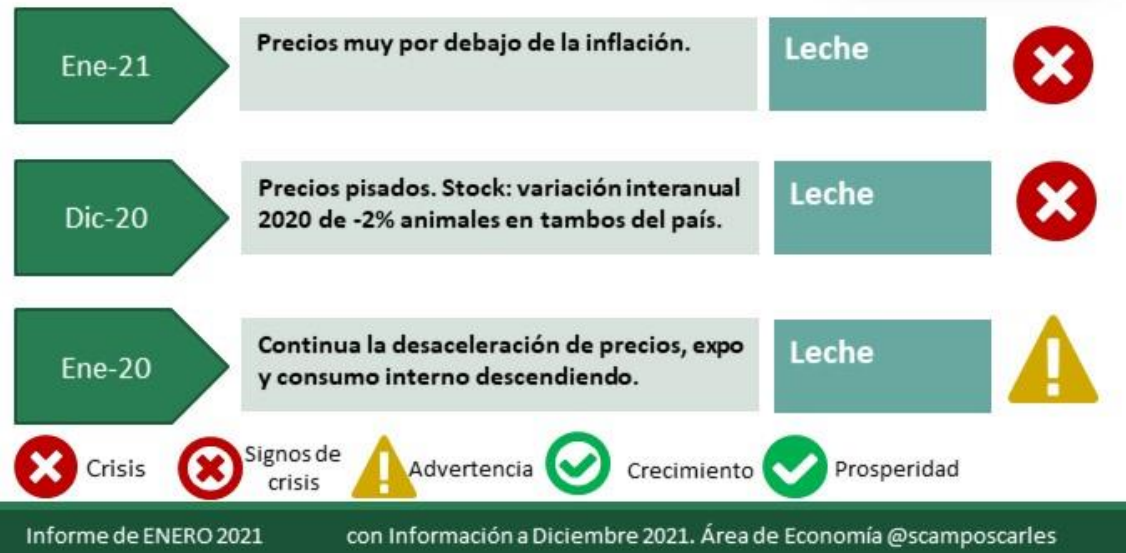 Ene-21
Precios muy por debajo de la inflación.
Leche
Dic-20
Precios pisados. Stock: variación interanual
2020 de -2% animales en tambos del país.
Leche
Ene-20
Continua la desaceleración de precios, expo
y consumo interno descendiendo.
Leche
Crisis
Signos de
crisis
Advertencia
Crecimiento
Prosperidad
Informe de ENERO 2021
con Información a Diciembre 2021. Área de Economía @scamposcarles